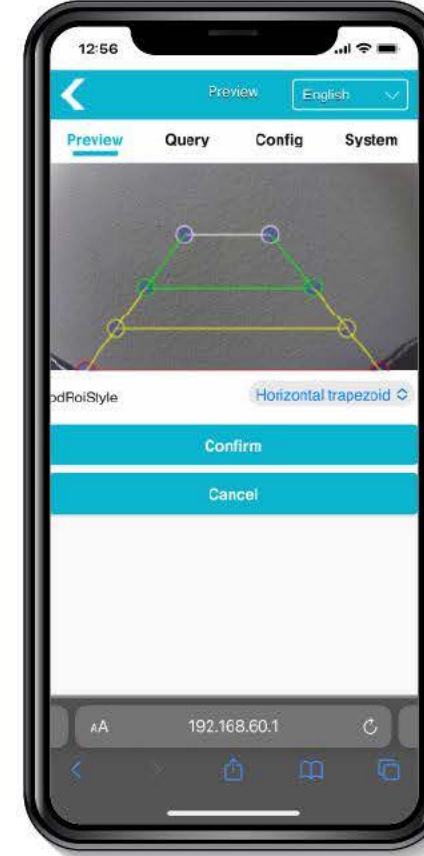 12:56
Preview
English
Preview Query Config System
odRoiStyle
Horizontal trapezoid
Confirm
Cancel
AA 192.168.60.1